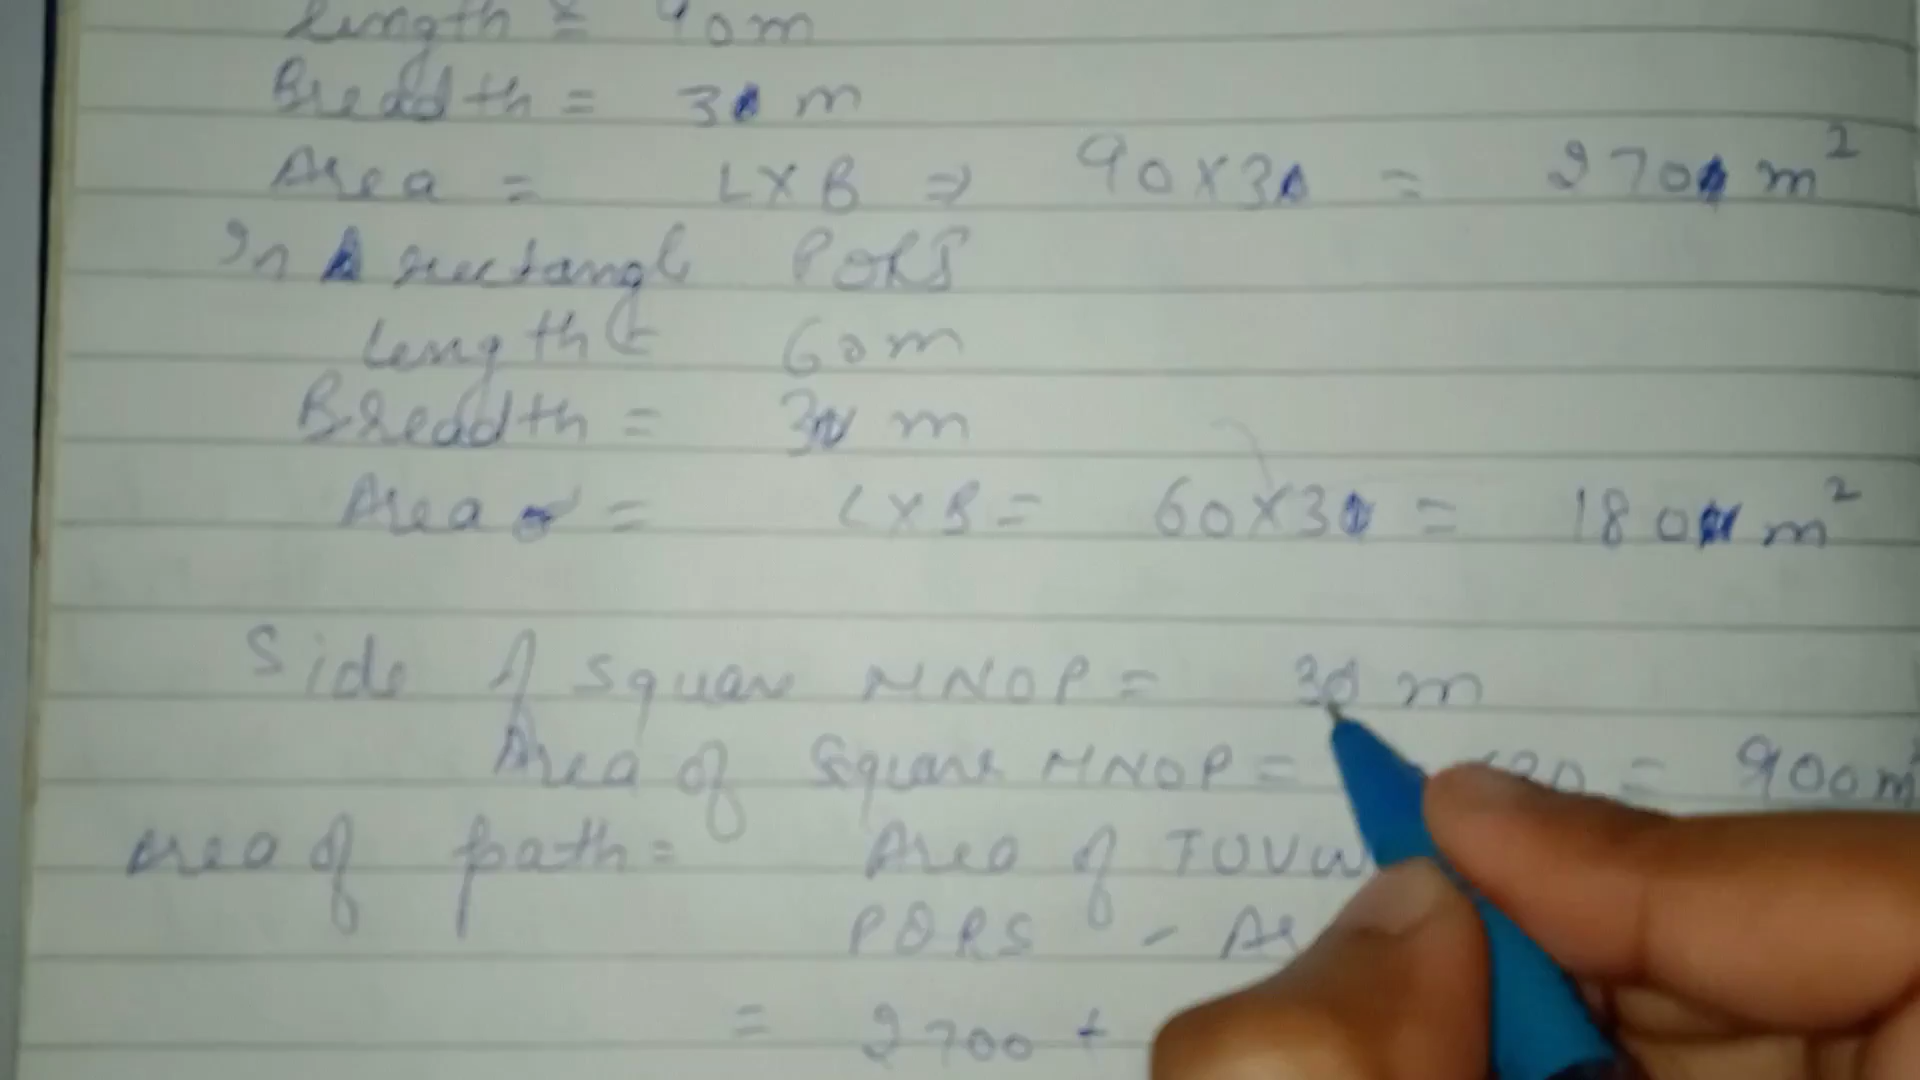 length = 90m
Breadth = 30 m
Area = L X B ⇒ 90 X 30 = 2700 m²
In rectangle PQRS
length = 60m
Breadth = 30 m
Area = L X B = 60 X 30 = 1800 m²
Side of square MNOP = 30 m
Area of square MNOP = = 900m²
area of path = Area of TUVW
PQRS -
= 2700 +